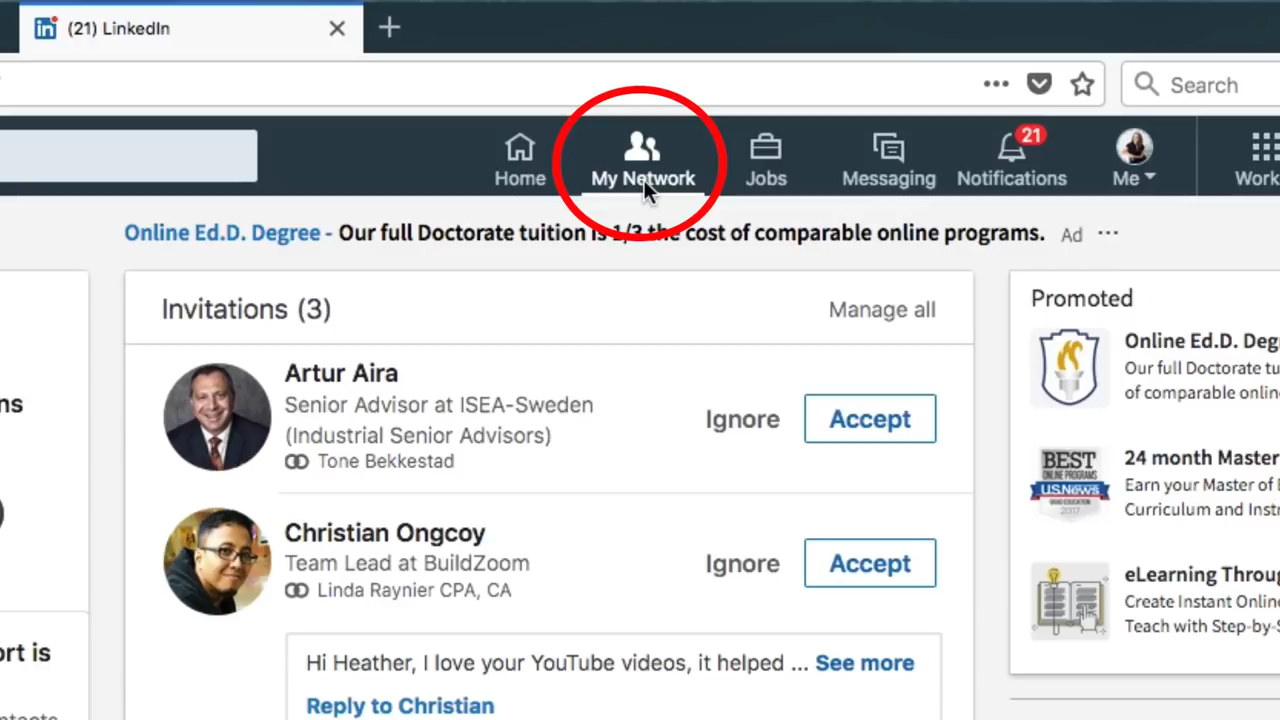 (21) LinkedIn
Search
Home
My Network
Jobs
Messaging
21
Notifications
Me
Work
Online Ed.D. Degree - Our full Doctorate tuition is 1/3 the cost of comparable online programs. Ad
Invitations (3)
Manage all
Artur Aira
Senior Advisor at ISEA-Sweden
(Industrial Senior Advisors)
Tone Bekkestad
Ignore
Accept
Christian Ongcoy
Team Lead at BuildZoom
Linda Raynier CPA, CA
Ignore
Accept
Hi Heather, I love your YouTube videos, it helped ... See more
Reply to Christian
Promoted
Online Ed.D. Deg
Our full Doctorate tu
of comparable onlin
BEST
ONLINE PROGRAMS
U.S.News
GRAD EDUCATION
2017
24 month Master
Earn your Master of E
Curriculum and Instr
eLearning Throug
Create Instant Online
Teach with Step-by-S
ns
ort is